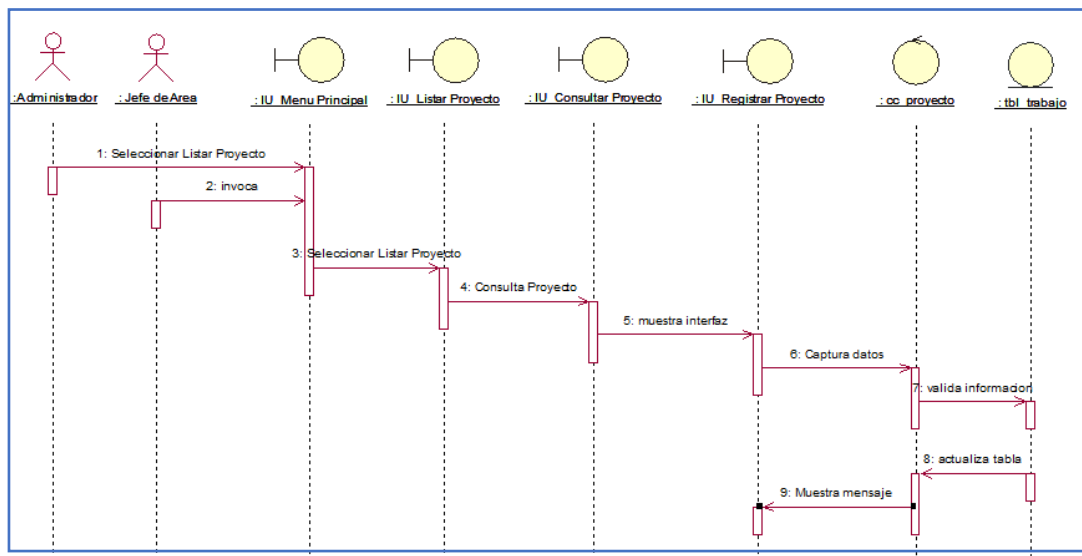 :Administrador
: Jefe de Area
: IU_Menu Principal
: IU_Listar Proyecto
: IU_Consultar Proyecto
: IU_Registrar Proyecto
: cc_proyecto
: tbl_trabajo
1: Seleccionar Listar Proyecto
2: invoca
3: Seleccionar Listar Proyecto
4: Consulta Proyecto
5: muestra interfaz
6: Captura datos
7: valida informacion
8: actualiza tabla
9: Muestra mensaje